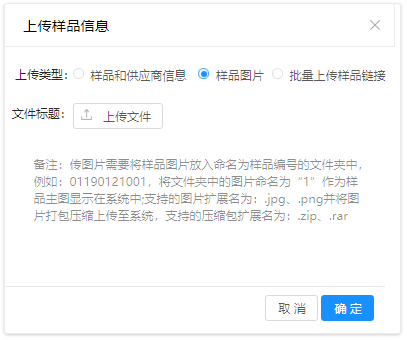 上传样品信息
上传类型： 样品和供应商信息 样品图片 批量上传样品链接
文件标题： 上传文件
备注：传图片需要将样品图片放入命名为样品编号的文件夹中，
例如：01190121001，将文件夹中的图片命名为“1”作为样
品主图显示在系统中;支持的图片扩展名为：.jpg、.png并将图
片打包压缩上传至系统，支持的压缩包扩展名为：.zip、.rar
取 消 确 定